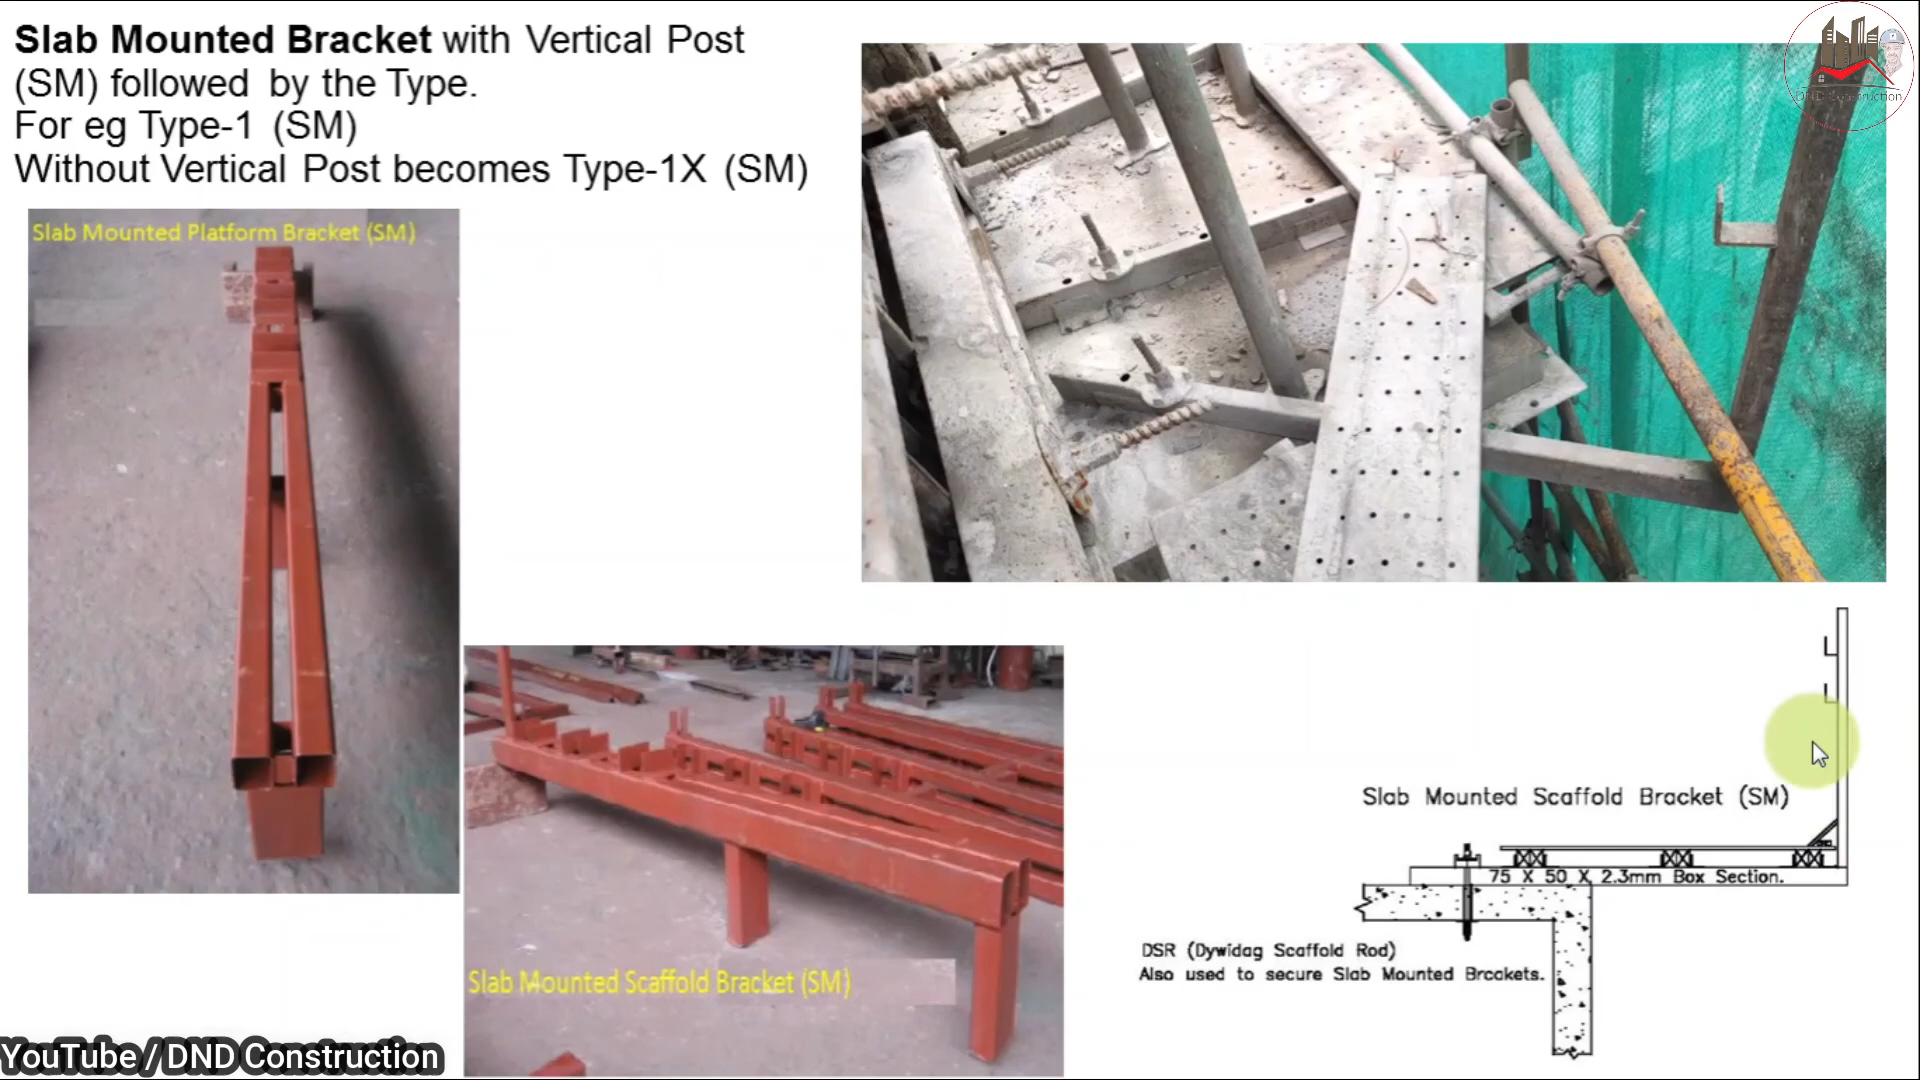 Slab Mounted Bracket with Vertical Post
(SM) followed by the Type.
For eg Type-1 (SM)
Without Vertical Post becomes Type-1X (SM)
DND Construction
Slab Mounted Platform Bracket (SM)
Slab Mounted Scaffold Bracket (SM)
Slab Mounted Scaffold Bracket (SM)
75 X 50 X 2.3mm Box Section.
DSR (Dywidag Scaffold Rod)
Also used to secure Slab Mounted Brcakets.
YouTube/DND Construction